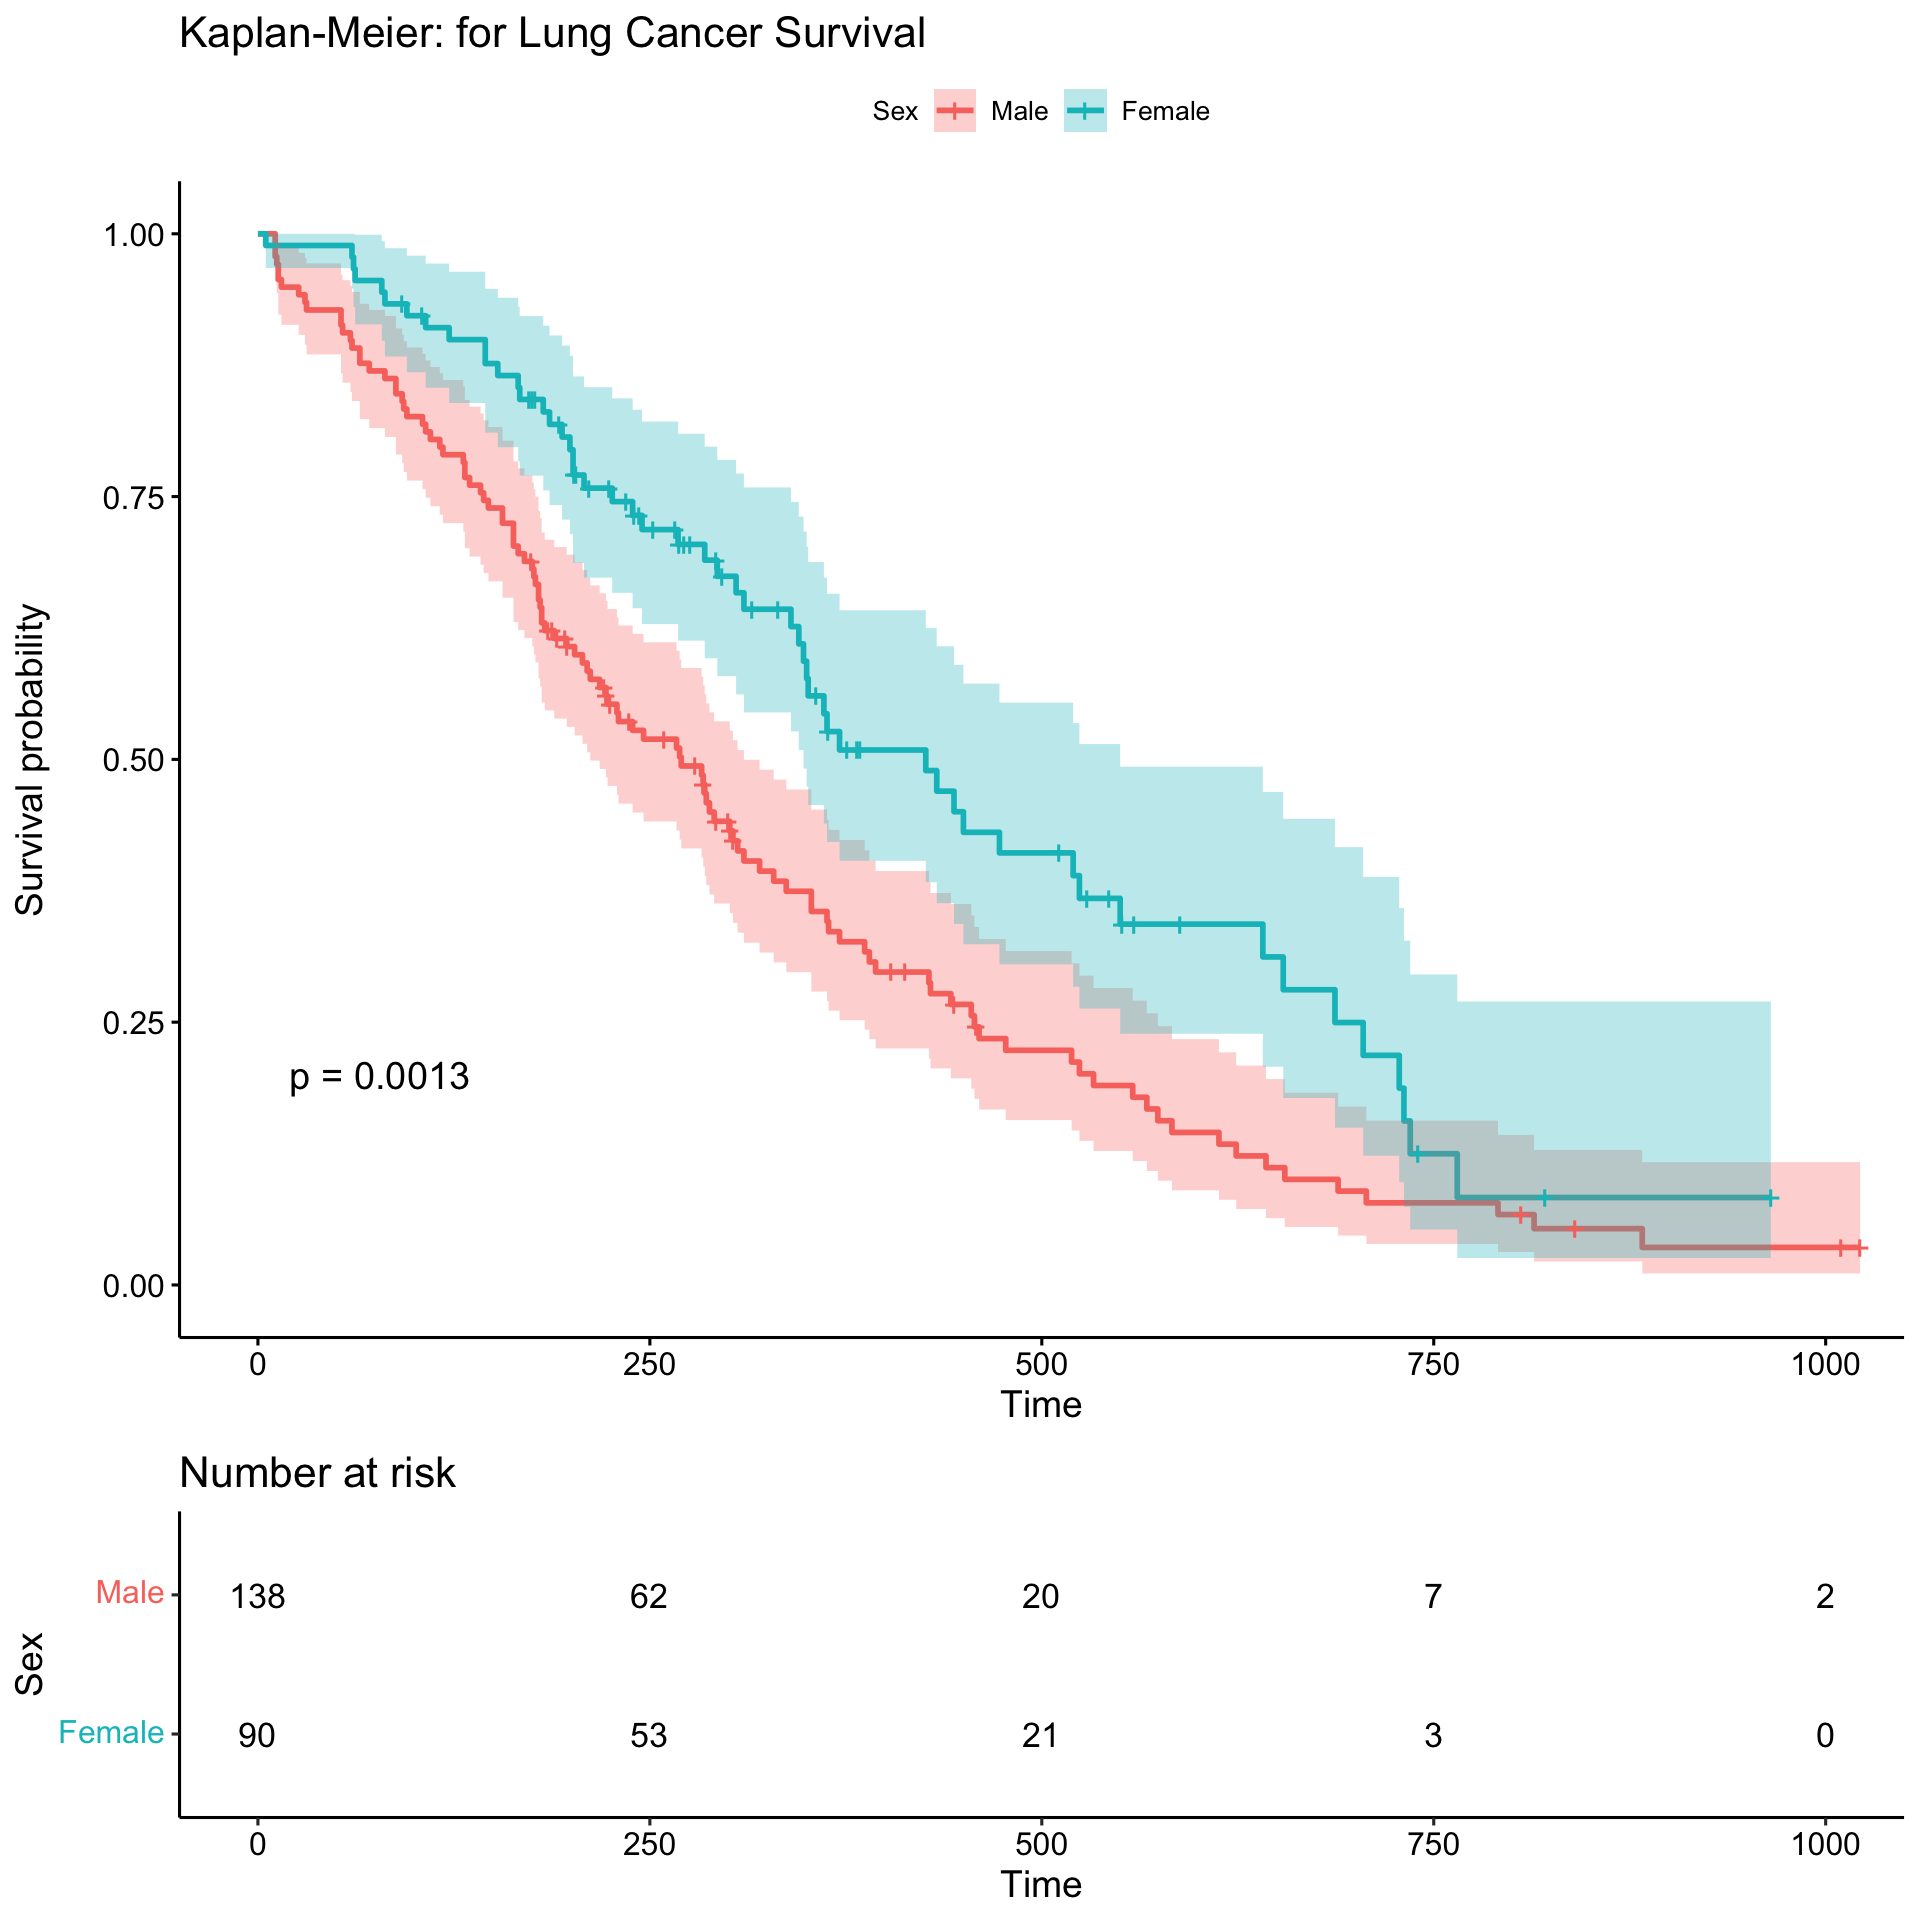 Kaplan-Meier: for Lung Cancer Survival
Sex Male Female
Survival probability
1.00
0.75
0.50
0.25
0.00
p = 0.0013
0 250 500 750 1000
Time
Number at risk
Sex
Male 138 62 20 7 2
Female 90 53 21 3 0
0 250 500 750 1000
Time